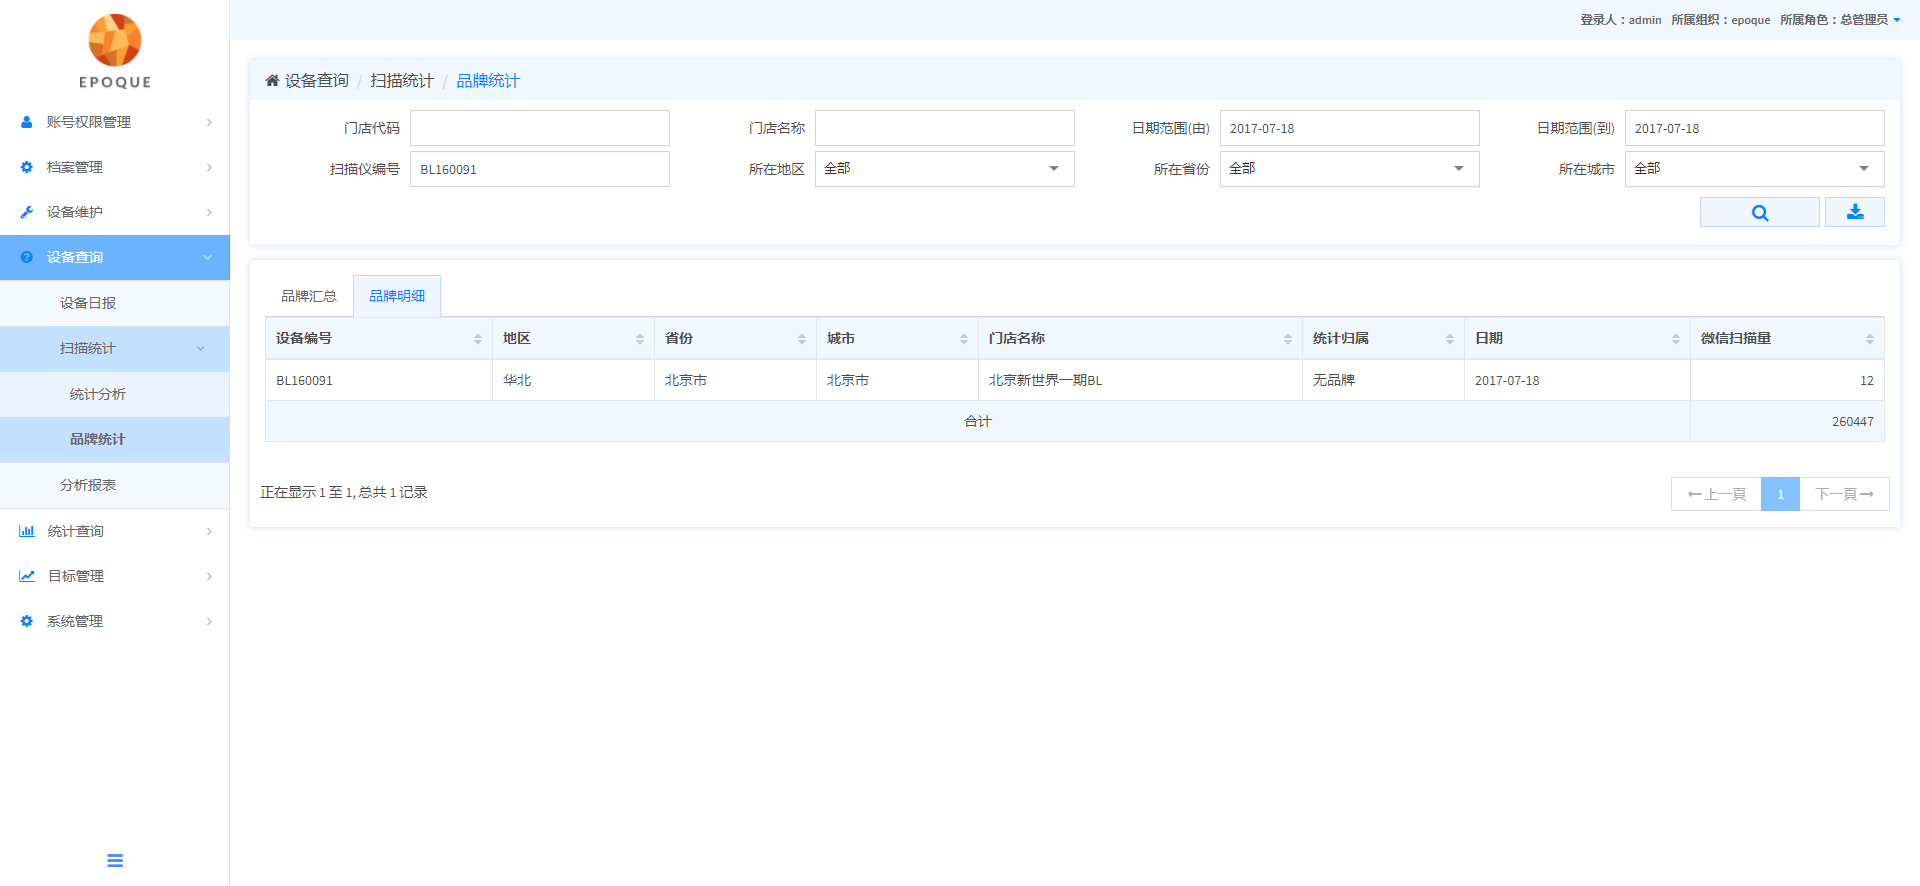 登录人：admin 所属组织：epoque 所属角色：总管理员
EPOQUE
账号权限管理
档案管理
设备维护
设备查询
设备日报
扫描统计
统计分析
品牌统计
分析报表
统计查询
目标管理
系统管理
设备查询 / 扫描统计 / 品牌统计
门店代码 门店名称 日期范围(由) 2017-07-18 日期范围(到) 2017-07-18
扫描仪编号 BL160091 所在地区 全部 所在省份 全部 所在城市 全部
品牌汇总 品牌明细
设备编号 地区 省份 城市 门店名称 统计归属 日期 微信扫描量
BL160091 华北 北京市 北京市 北京新世界一期BL 无品牌 2017-07-18 12
合计 260447
正在显示 1 至 1, 总共 1 记录
←上一頁 1 下一頁→